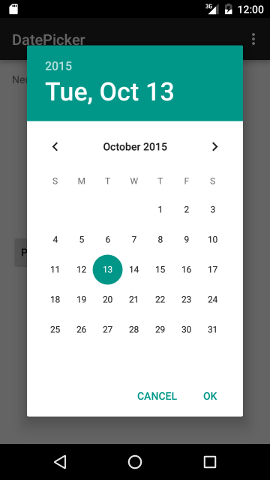 3G 12:00
DatePicker
2015
Tue, Oct 13
October 2015
S M T W T F S
1 2 3
4 5 6 7 8 9 10
11 12 13 14 15 16 17
18 19 20 21 22 23 24
25 26 27 28 29 30 31
CANCEL OK